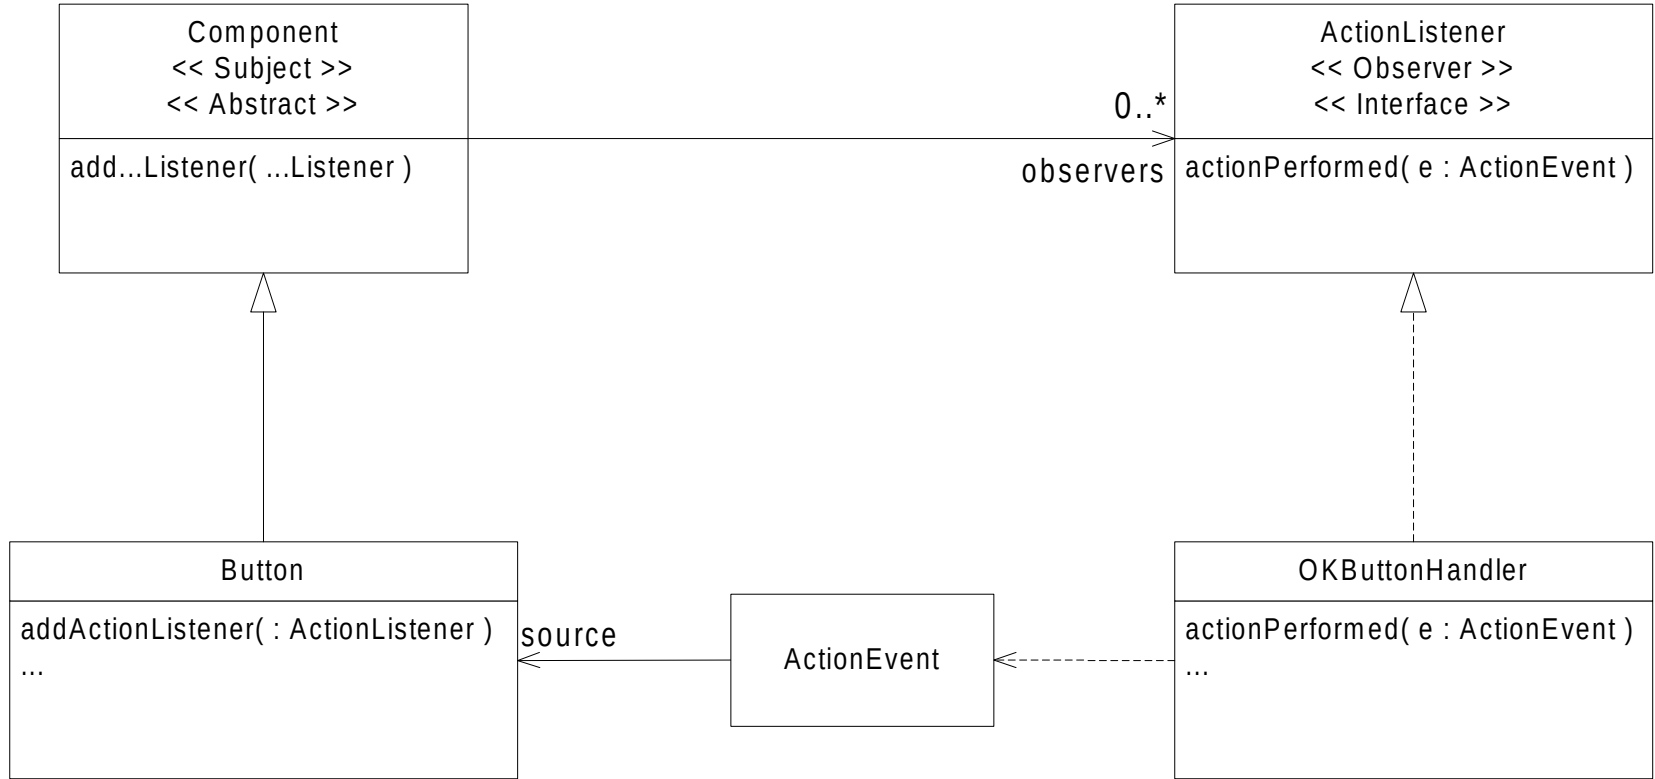 Component
<< Subject >>
<< Abstract >>
add...Listener( ...Listener )
0..*
observers
ActionListener
<< Observer >>
<< Interface >>
actionPerformed( e : ActionEvent )
Button
addActionListener( : ActionListener )
...
source
ActionEvent
OKButtonHandler
actionPerformed( e : ActionEvent )
...